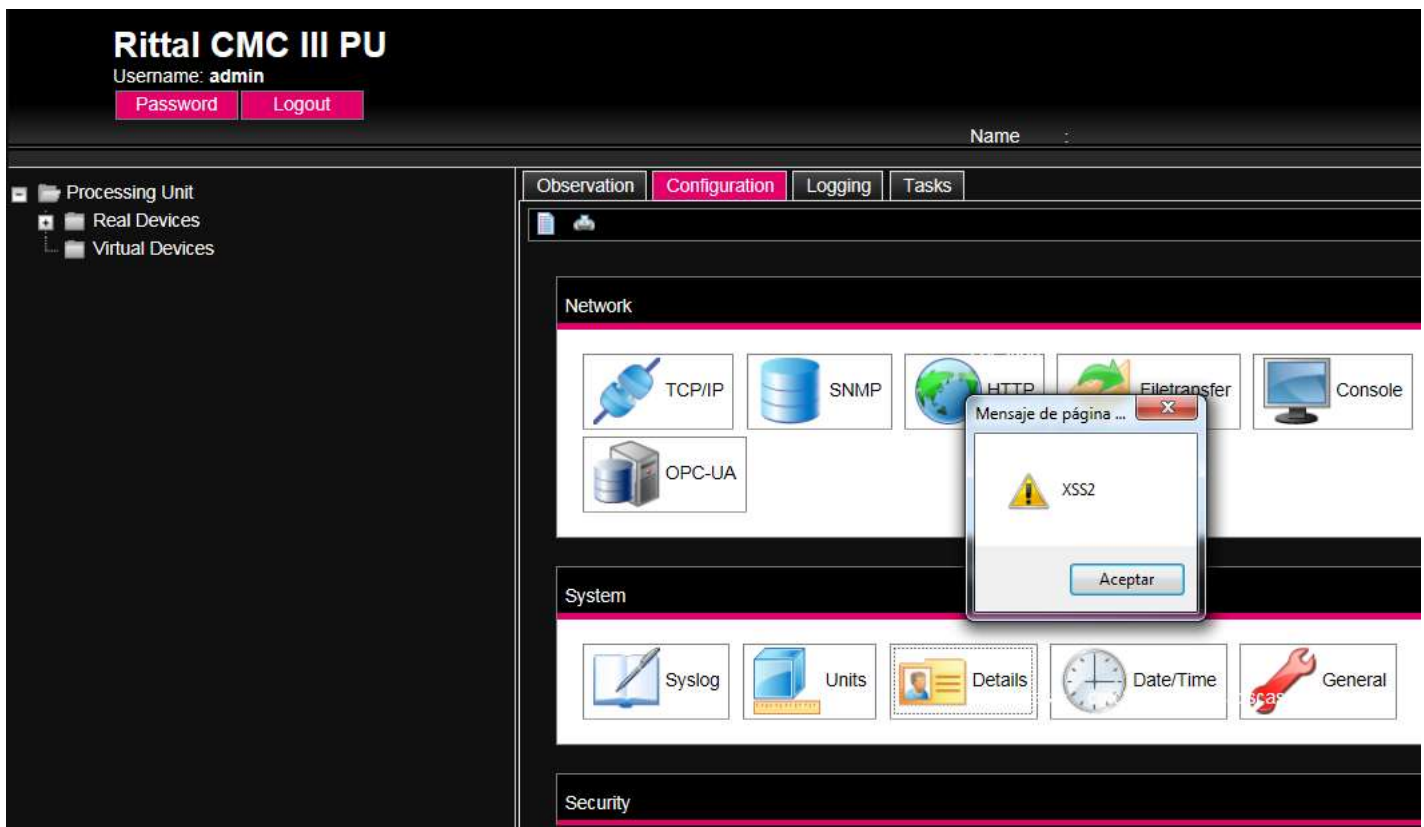 Rittal CMC III PU
Username: admin
Password Logout
Name :
Processing Unit
Real Devices
Virtual Devices
Observation Configuration Logging Tasks
Network
TCP/IP SNMP HTTP Filetransfer Console
OPC-UA
Mensaje de página ...
XSS2
Aceptar
System
Syslog Units Details Date/Time General
Security